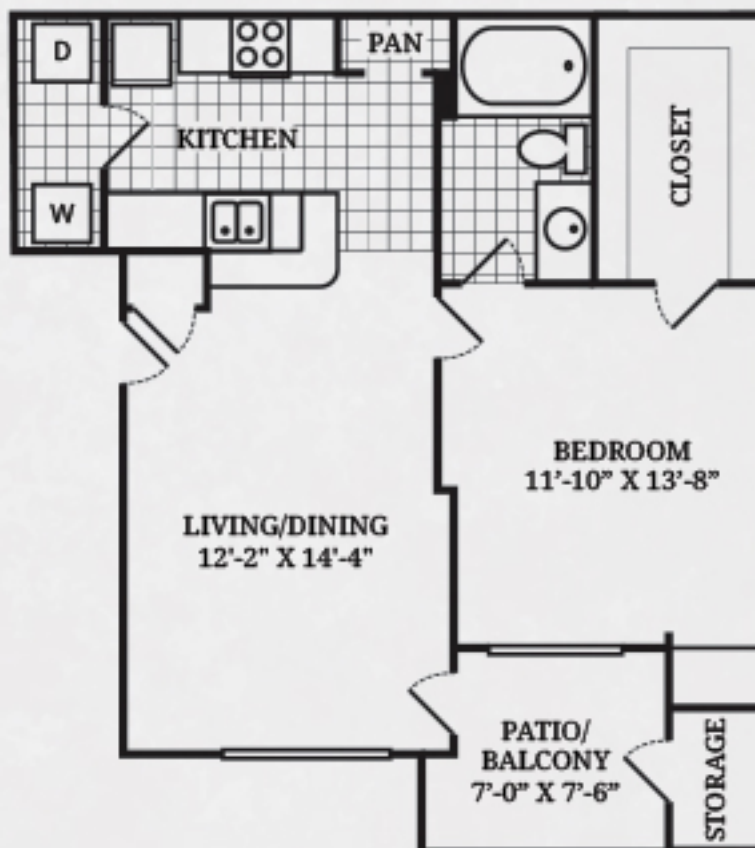 D
PAN
KITCHEN
CLOSET
W
BEDROOM
11’-10” X 13’-8”
LIVING/DINING
12'-2" X 14'-4"
PATIO/
BALCONY
7’-0” X 7’-6”
STORAGE